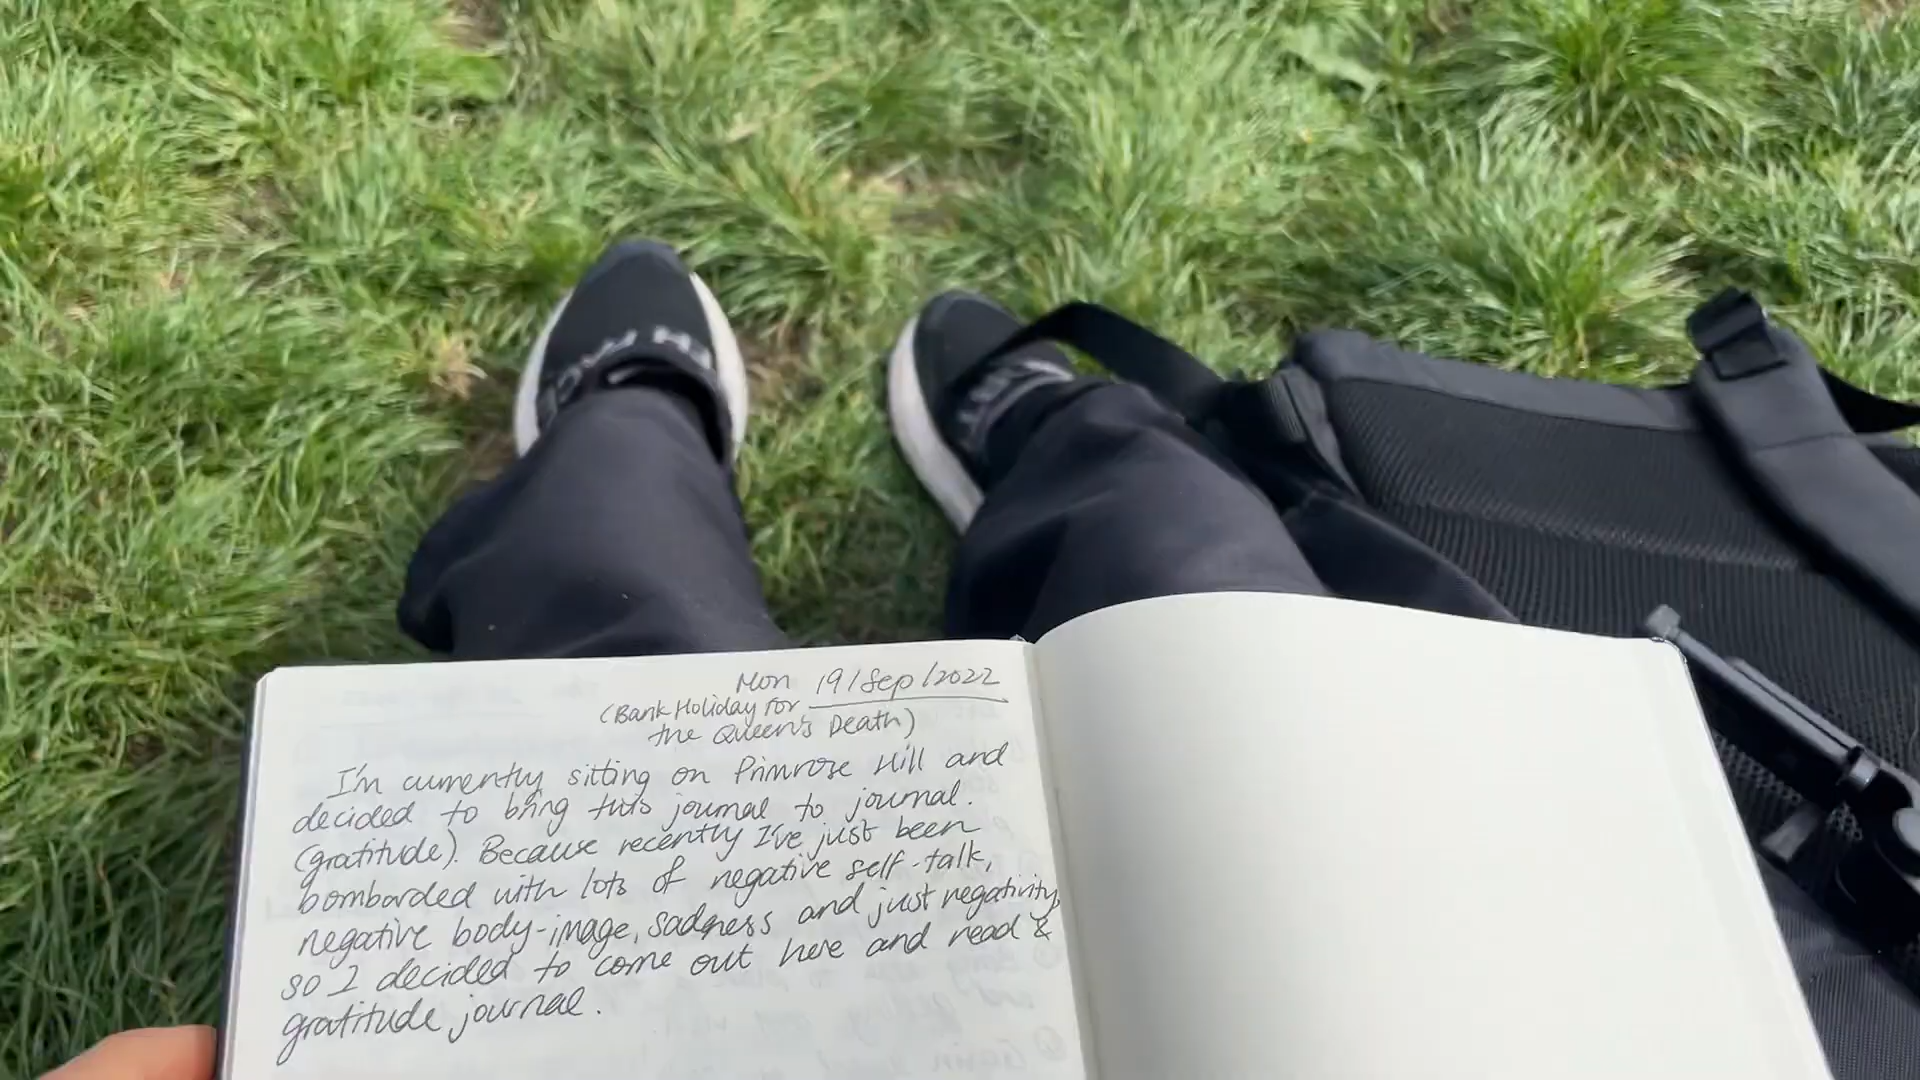 Mon 19/Sep/2022
(Bank Holiday for
the Queen's Death)
I'm currently sitting on Primrose Hill and
decided to bring this journal to journal.
(gratitude). Because recently I've just been
bombarded with lots of negative self-talk,
negative body-image, sadness and just negativity,
so I decided to come out here and read &
gratitude journal.